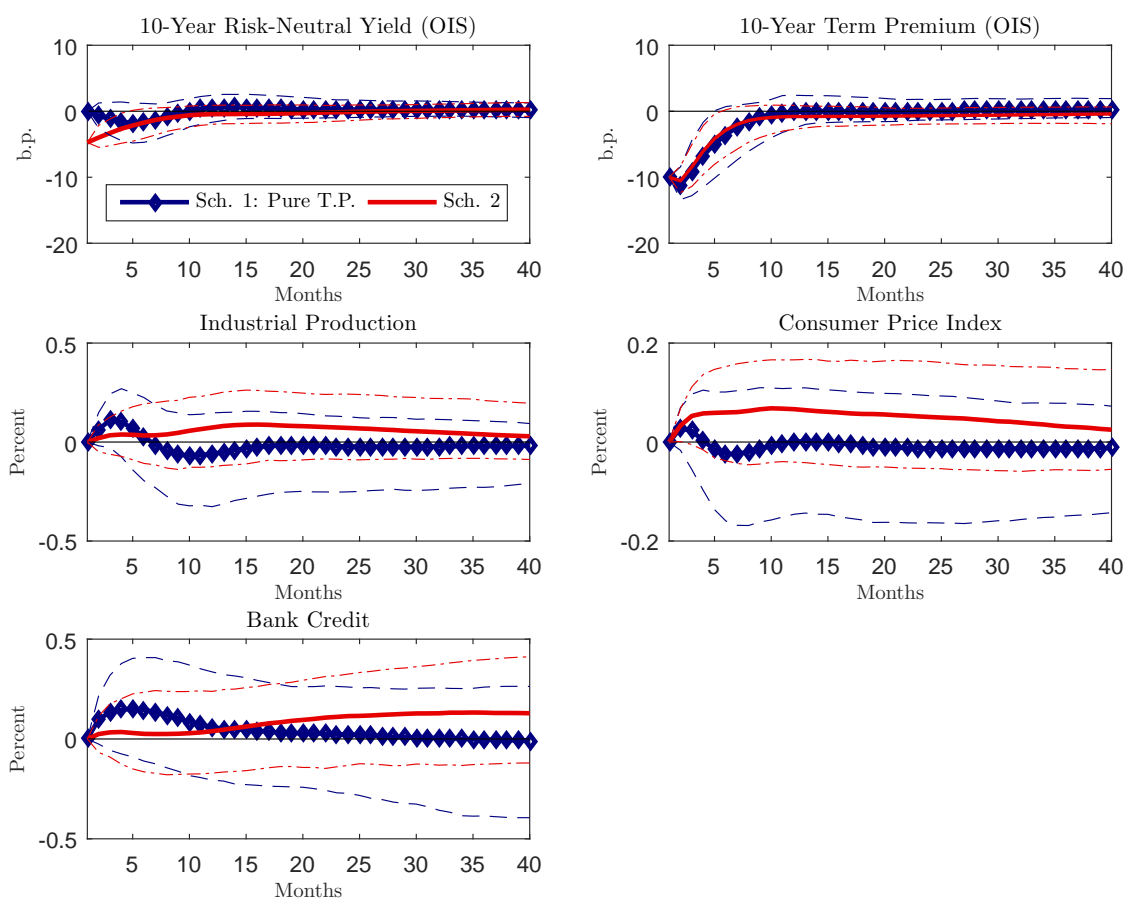 10-Year Risk-Neutral Yield (OIS)
10
0
-10
-20
b.p.
Sch. 1: Pure T.P.
Sch. 2
5 10 15 20 25 30 35 40
Months
10-Year Term Premium (OIS)
10
0
-10
-20
b.p.
5 10 15 20 25 30 35 40
Months
Industrial Production
0.5
0
-0.5
Percent
5 10 15 20 25 30 35 40
Months
Consumer Price Index
0.2
0
-0.2
Percent
5 10 15 20 25 30 35 40
Months
Bank Credit
0.5
0
-0.5
Percent
5 10 15 20 25 30 35 40
Months